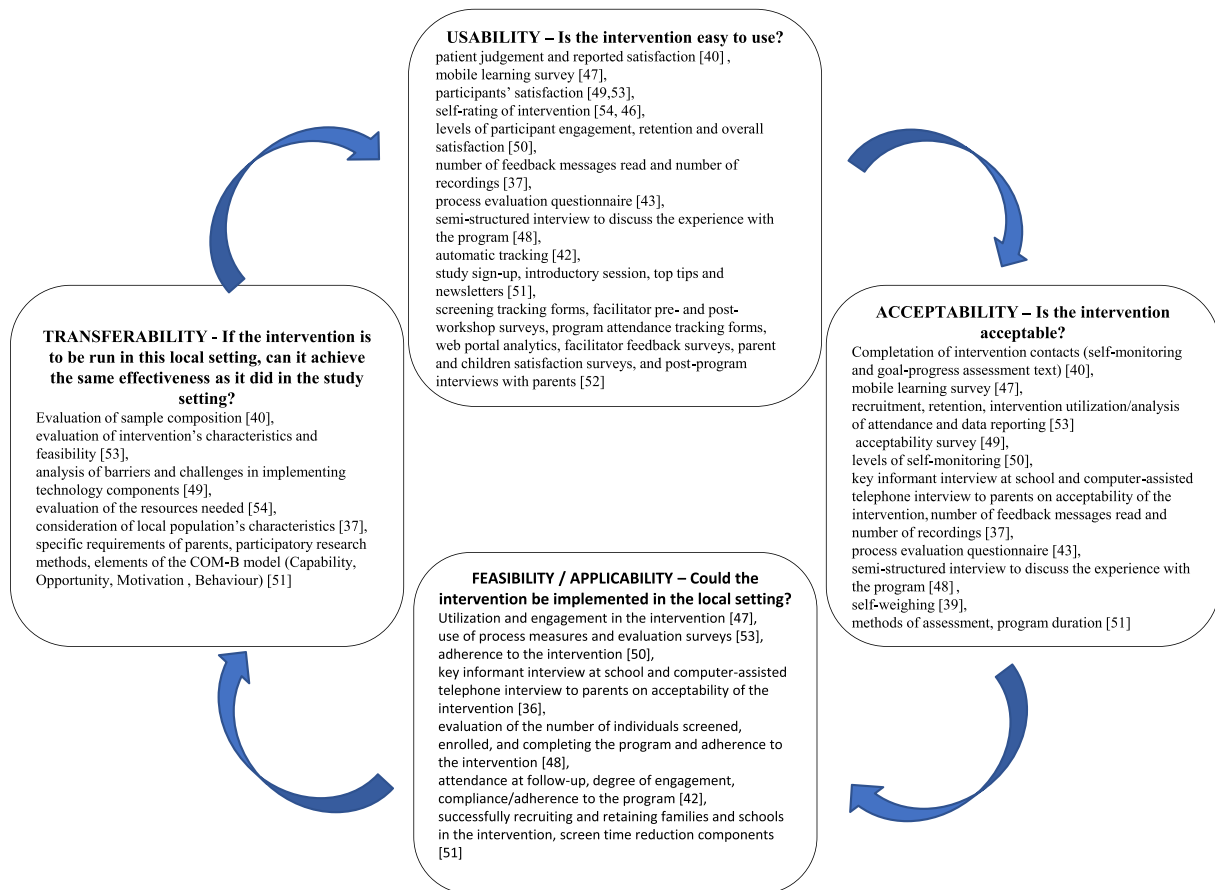 USABILITY – Is the intervention easy to use?
patient judgement and reported satisfaction [40] ,
mobile learning survey [47],
participants’ satisfaction [49,53],
self-rating of intervention [54, 46],
levels of participant engagement, retention and overall
satisfaction [50],
number of feedback messages read and number of
recordings [37],
process evaluation questionnaire [43],
semi-structured interview to discuss the experience with
the program [48],
automatic tracking [42],
study sign-up, introductory session, top tips and
newsletters [51],
screening tracking forms, facilitator pre- and post-
workshop surveys, program attendance tracking forms,
web portal analytics, facilitator feedback surveys, parent
and children satisfaction surveys, and post-program
interviews with parents [52]
ACCEPTABILITY – Is the intervention
acceptable?
Completion of intervention contacts (self-monitoring
and goal-progress assessment text) [40],
mobile learning survey [47],
recruitment, retention, intervention utilization/analysis
of attendance and data reporting [53]
acceptability survey [49],
levels of self-monitoring [50],
key informant interview at school and computer-assisted
telephone interview to parents on acceptability of the
intervention, number of feedback messages read and
number of recordings [37],
process evaluation questionnaire [43],
semi-structured interview to discuss the experience with
the program [48] ,
self-weighing [39],
methods of assessment, program duration [51]
FEASIBILITY / APPLICABILITY – Could the
intervention be implemented in the local setting?
Utilization and engagement in the intervention [47],
use of process measures and evaluation surveys [53],
adherence to the intervention [50],
key informant interview at school and computer-assisted
telephone interview to parents on acceptability of the
intervention [36],
evaluation of the number of individuals screened,
enrolled, and completing the program and adherence to
the intervention [48],
attendance at follow-up, degree of engagement,
compliance/adherence to the program [42],
successfully recruiting and retaining families and schools
in the intervention, screen time reduction components
[51]
TRANSFERABILITY - If the intervention is
to be run in this local setting, can it achieve
the same effectiveness as it did in the study
setting?
Evaluation of sample composition [40],
evaluation of intervention’s characteristics and
feasibility [53],
analysis of barriers and challenges in implementing
technology components [49],
evaluation of the resources needed [54],
consideration of local population’s characteristics [37],
specific requirements of parents, participatory research
methods, elements of the COM-B model (Capability,
Opportunity, Motivation , Behaviour) [51]